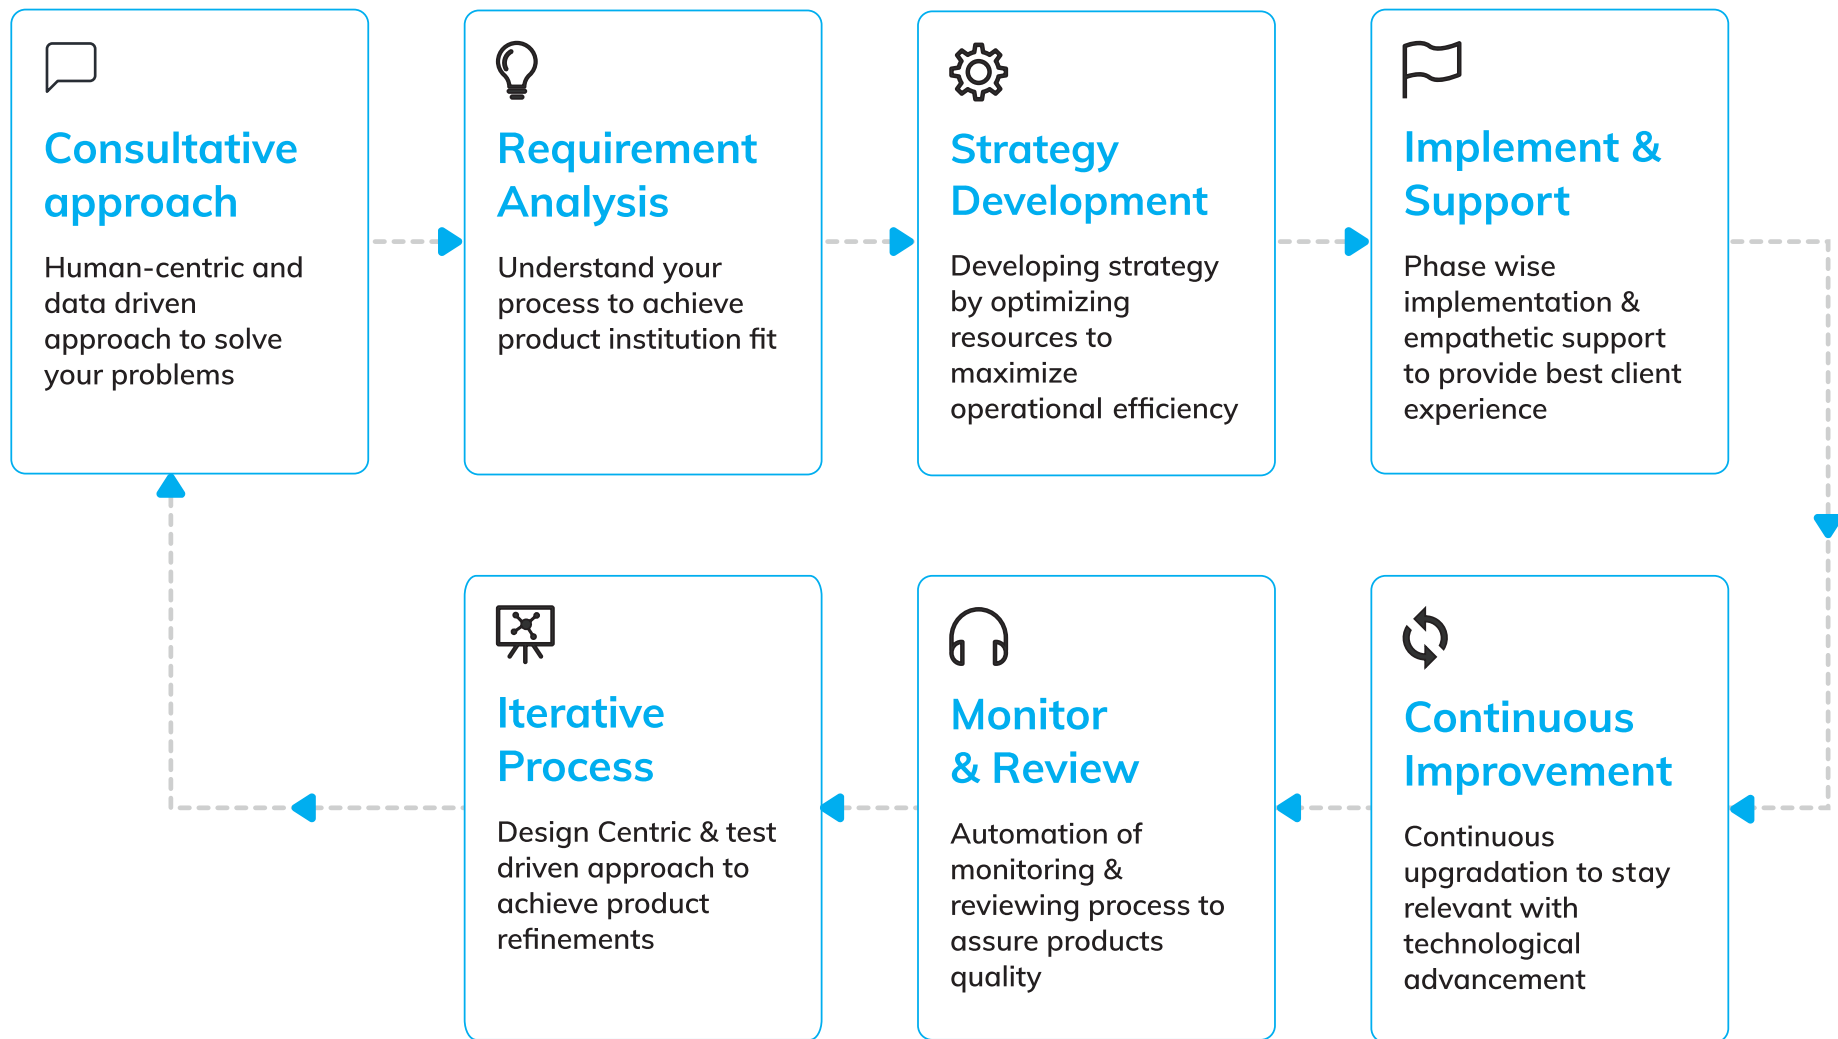 Consultative
approach
Human-centric and
data driven
approach to solve
your problems
Requirement
Analysis
Understand your
process to achieve
product institution fit
Strategy
Development
Developing strategy
by optimizing
resources to
maximize
operational efficiency
Implement &
Support
Phase wise
implementation &
empathetic support
to provide best client
experience
Continuous
Improvement
Continuous
upgradation to stay
relevant with
technological
advancement
Monitor
& Review
Automation of
monitoring &
reviewing process to
assure products
quality
Iterative
Process
Design Centric & test
driven approach to
achieve product
refinements